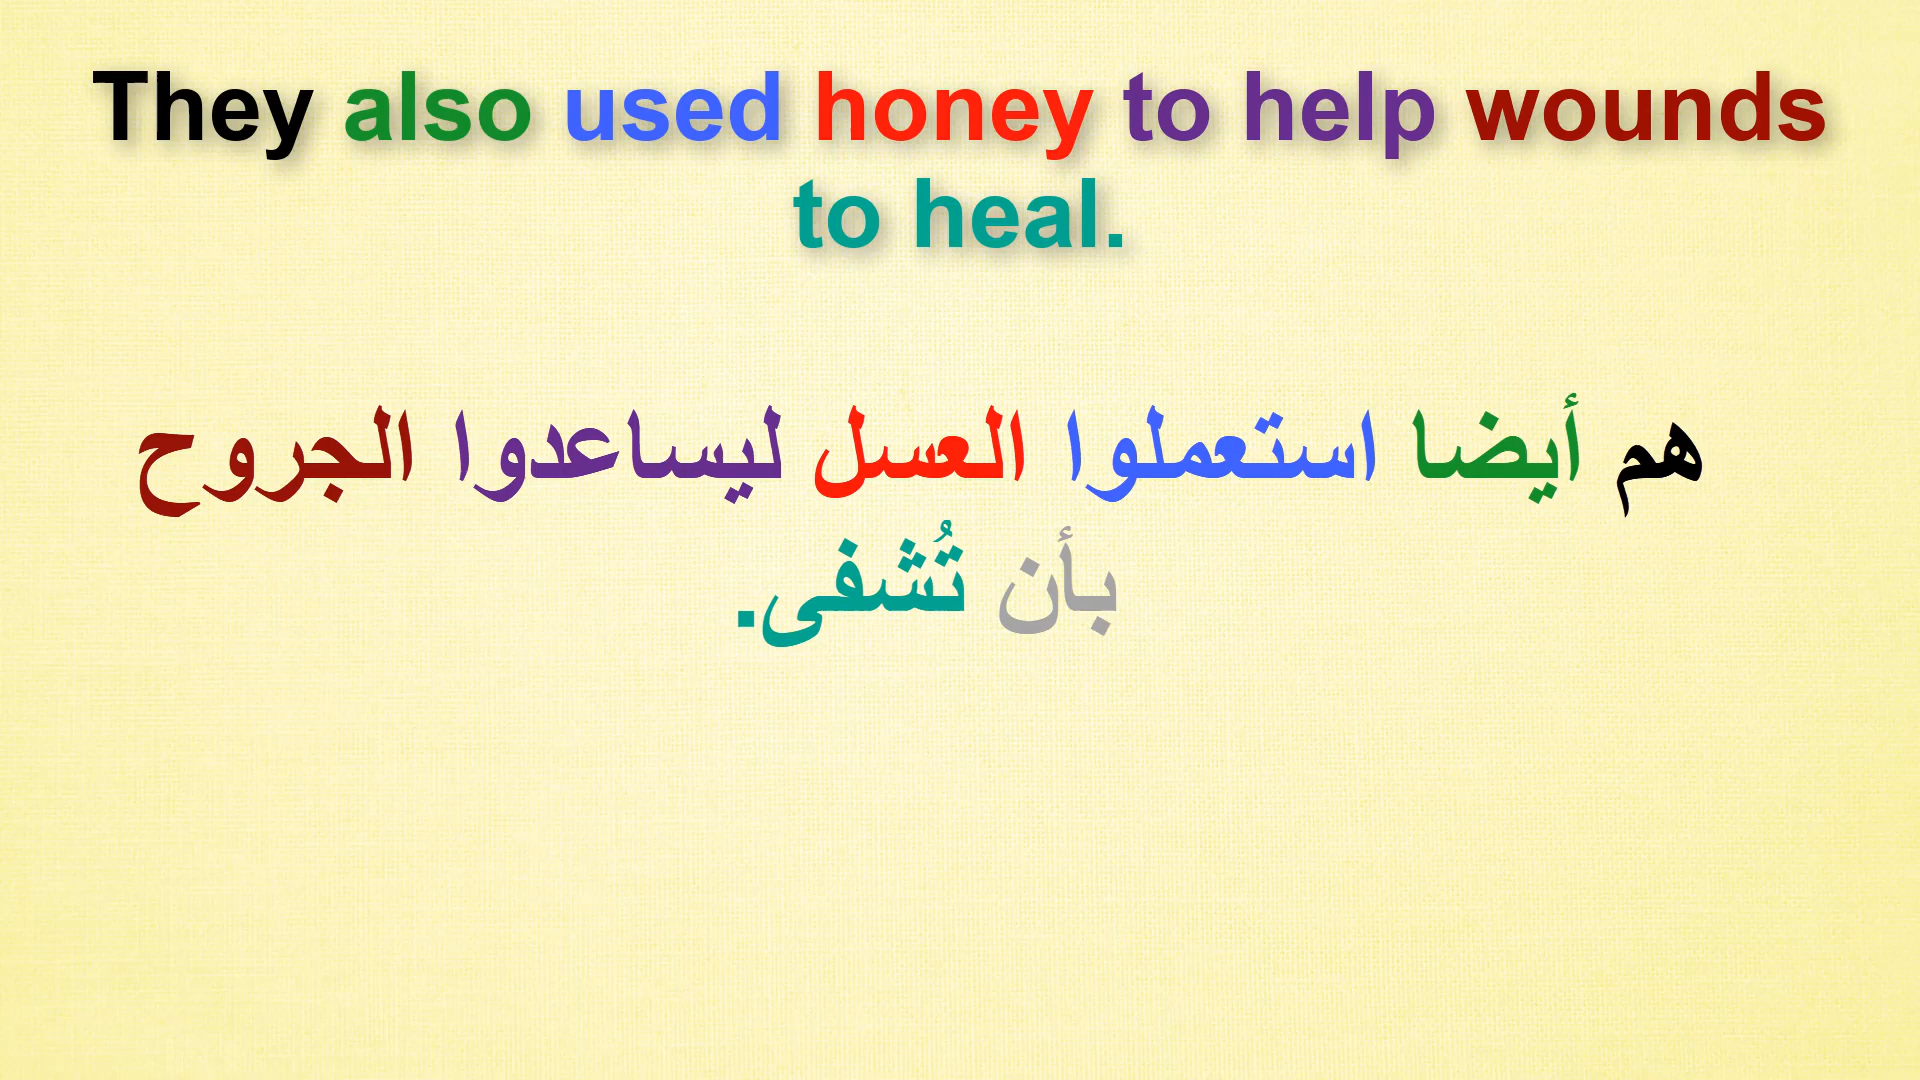 They also used honey to help wounds
to heal.
هم أيضا استعملوا العسل ليساعدوا الجروح
بأن تُشفى.